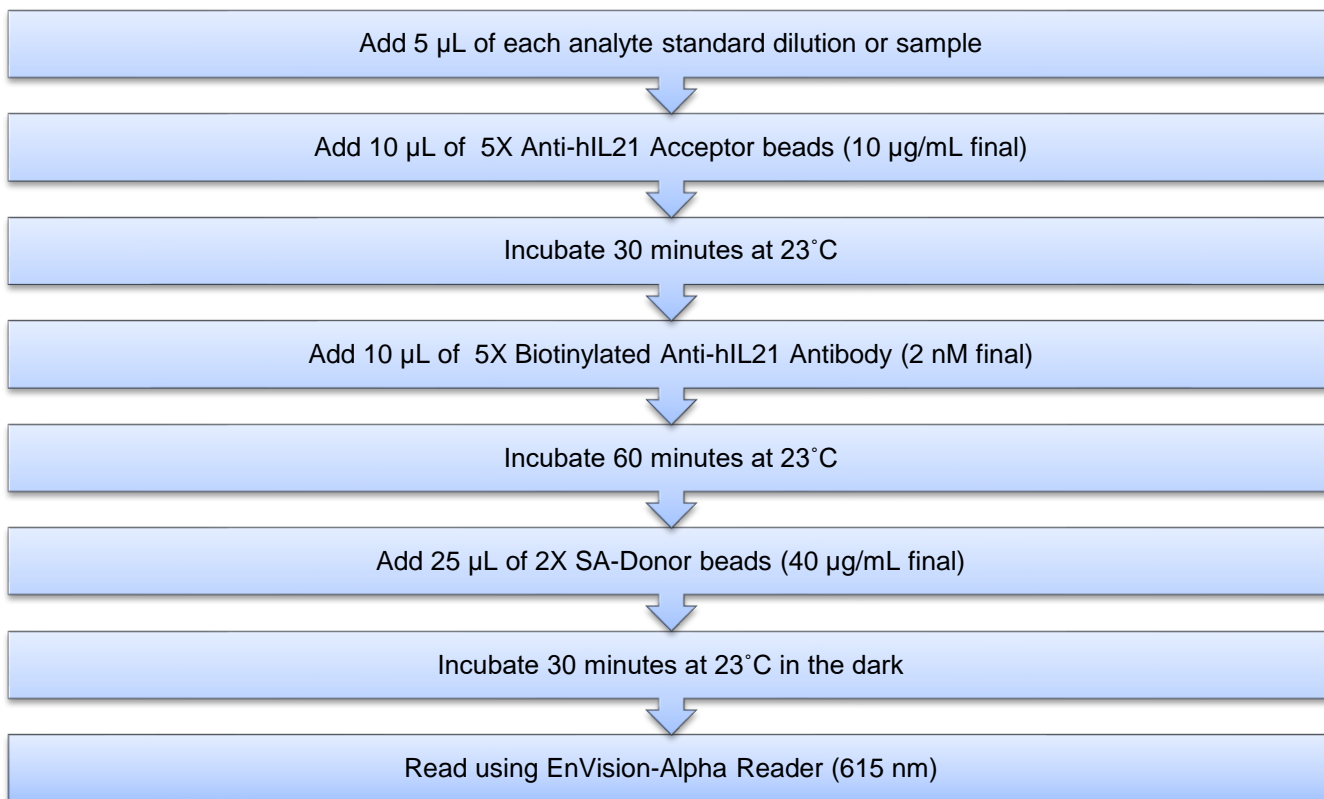 Add 5 µL of each analyte standard dilution or sample
Add 10 µL of  5X Anti-hIL21 Acceptor beads (10 µg/mL final)
Incubate 30 minutes at 23˚C
Add 10 µL of  5X Biotinylated Anti-hIL21 Antibody (2 nM final)
Incubate 60 minutes at 23˚C
Add 25 µL of 2X SA-Donor beads (40 µg/mL final)
Incubate 30 minutes at 23˚C in the dark
Read using EnVision-Alpha Reader (615 nm)